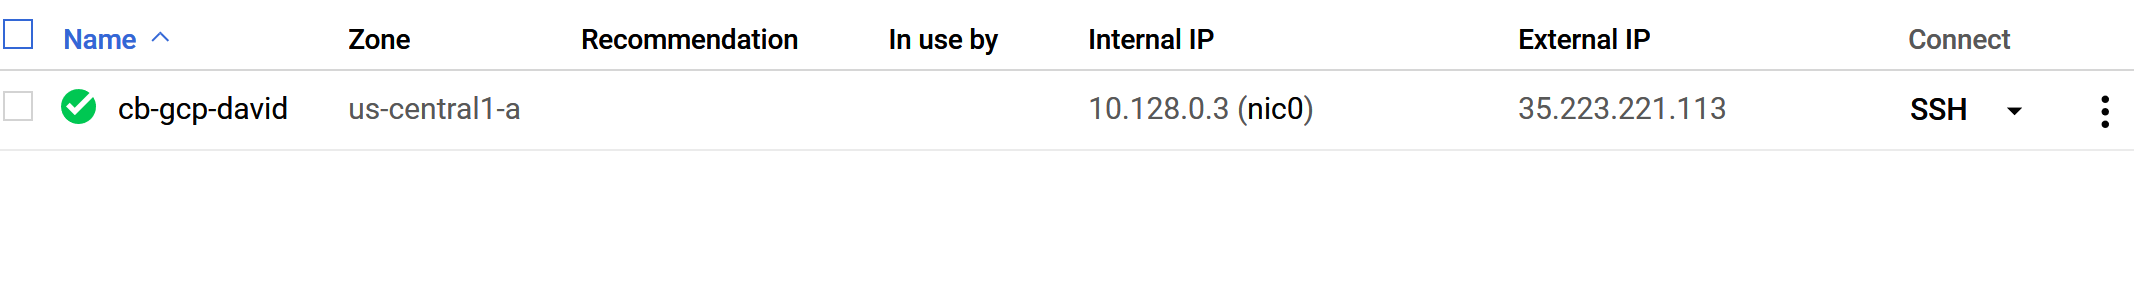 Name Zone Recommendation In use by Internal IP External IP Connect
cb-gcp-david us-central1-a 10.128.0.3 (nic0) 35.223.221.113 SSH